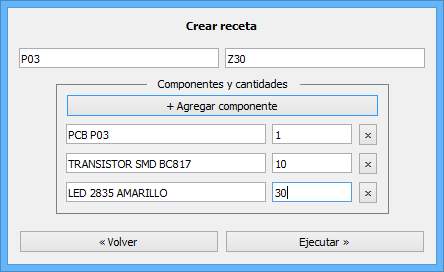 Crear receta
P03 Z30
Componentes y cantidades
+ Agregar componente
PCB P03 1 x
TRANSISTOR SMD BC817 10 x
LED 2835 AMARILLO 30 x
« Volver Ejecutar »